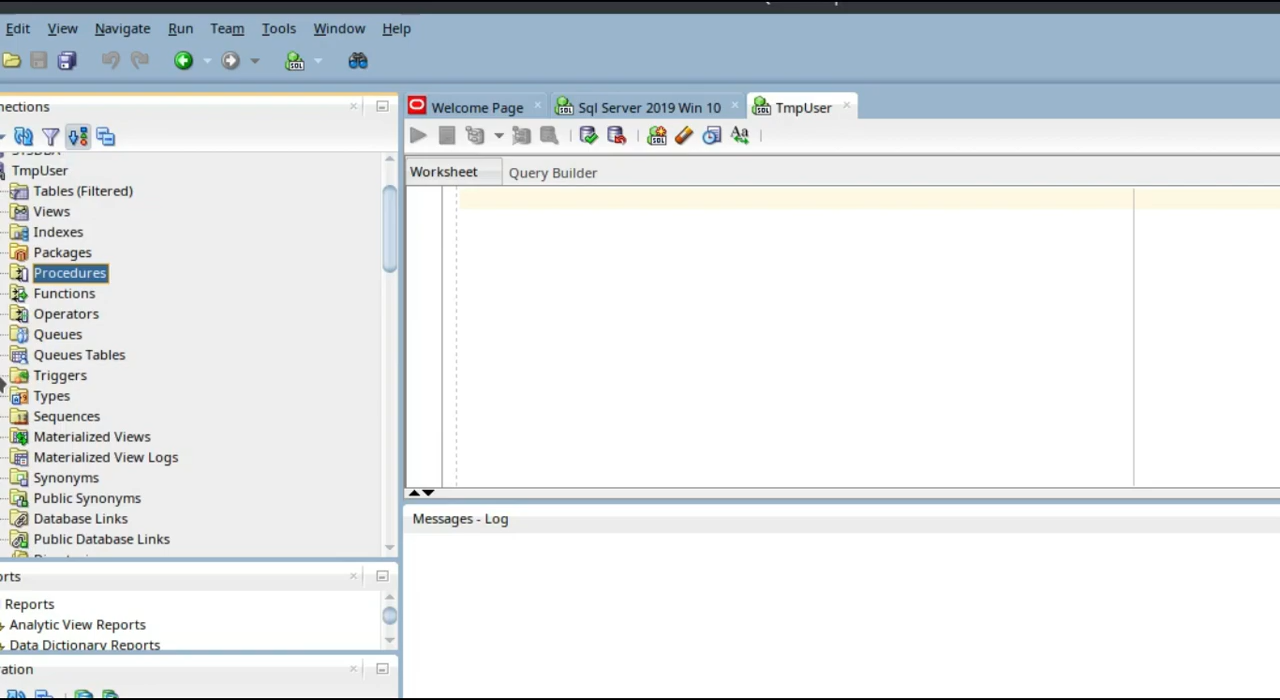 Edit View Navigate Run Team Tools Window Help
nections
Welcome Page Sql Server 2019 Win 10 TmpUser
TmpUser
Tables (Filtered)
Views
Indexes
Packages
Procedures
Functions
Operators
Queues
Queues Tables
Triggers
Types
Sequences
Materialized Views
Materialized View Logs
Synonyms
Public Synonyms
Database Links
Public Database Links
Worksheet Query Builder
Messages - Log
orts
Reports
Analytic View Reports
Data Dictionary Reports
ation